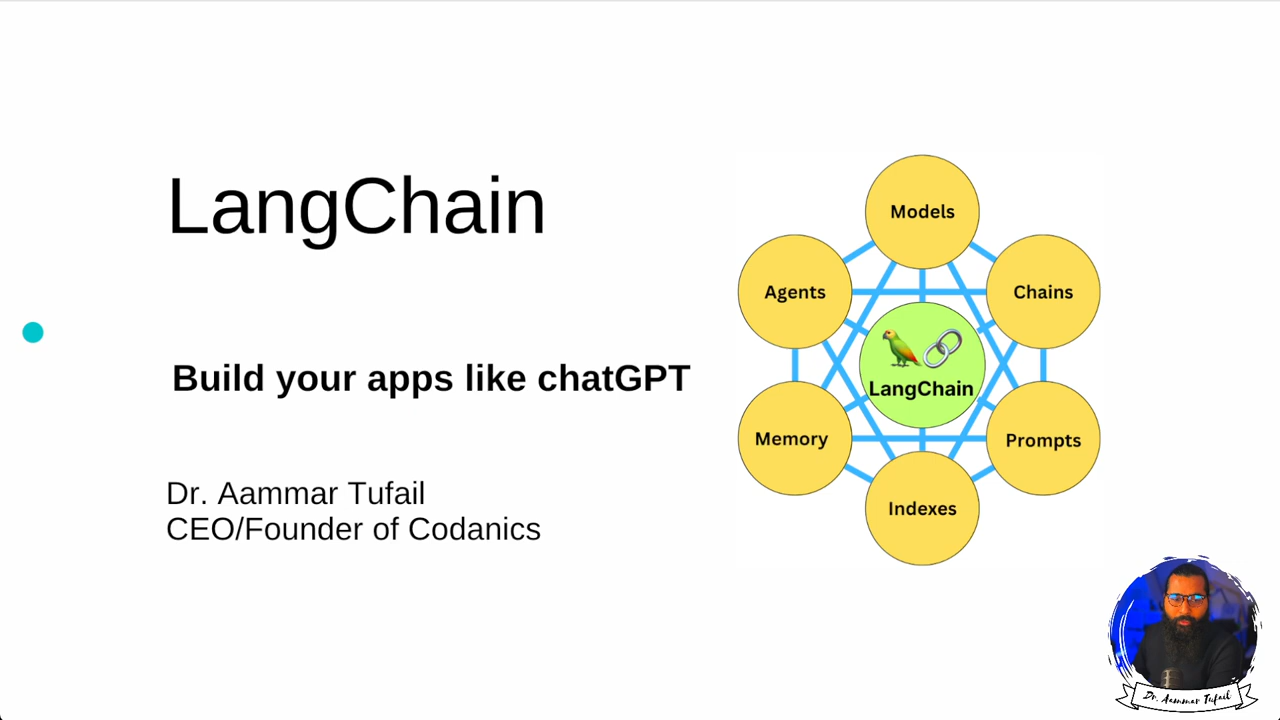 LangChain
Build your apps like chatGPT
Dr. Aammar Tufail
CEO/Founder of Codanics
Models
Agents
Chains
LangChain
Memory
Prompts
Indexes
Dr. Aammar Tufail